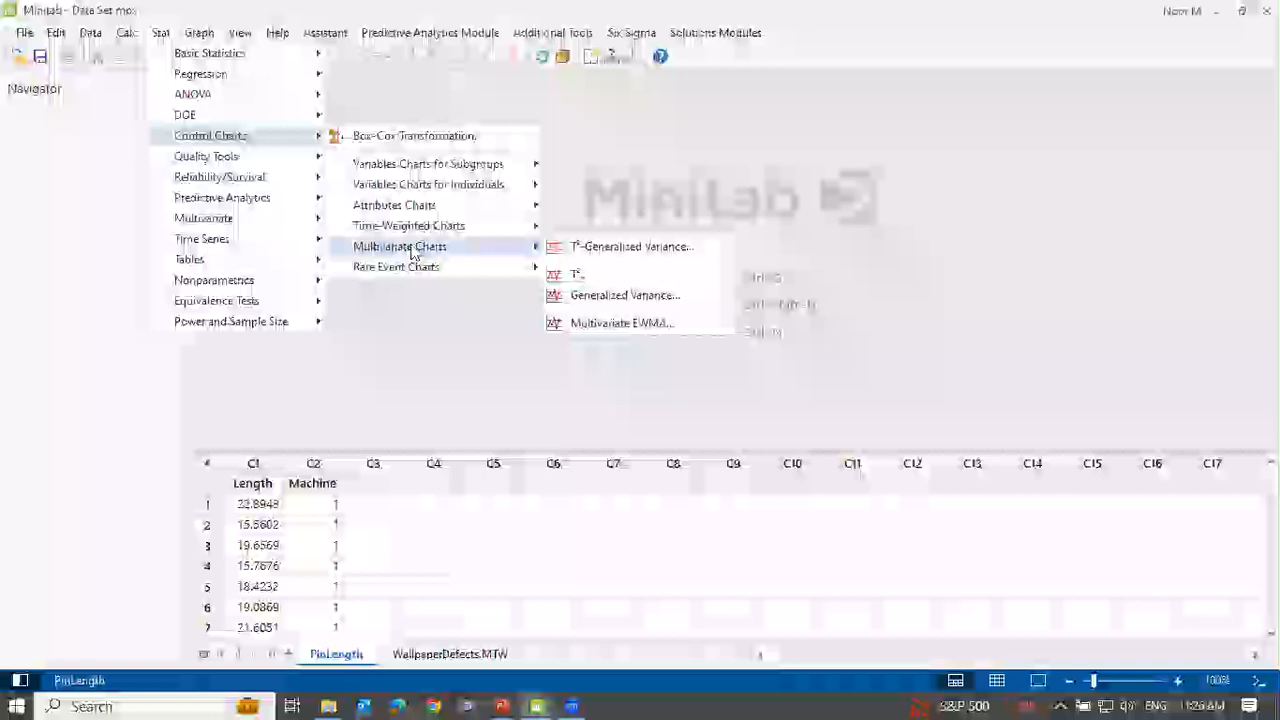 Minitab - Data Set.mpx
Noor M
File Edit Data Calc Stat Graph View Help Assistant Predictive Analytics Module Additional Tools Six Sigma Solutions Modules
Navigator
Basic Statistics
Regression
ANOVA
DOE
Control Charts
Quality Tools
Reliability/Survival
Predictive Analytics
Multivariate
Time Series
Tables
Nonparametrics
Equivalence Tests
Power and Sample Size
Box-Cox Transformation...
Variables Charts for Subgroups
Variables Charts for Individuals
Attributes Charts
Time-Weighted Charts
Multivariate Charts
Rare Event Charts
T²-Generalized Variance...
T²...
Generalized Variance...
Multivariate EWMA...
Minitab
C1 C2 C3 C4 C5 C6 C7 C8 C9 C10 C11 C12 C13 C14 C15 C16 C17
Length Machine
1 22.8943 1
2 15.5602 1
3 19.6569 1
4 15.7676 1
5 18.4232 1
6 19.0869 1
7 21.6051 1
PinLength WallpaperDefects.MTW
PinLength
100%
Search
S&P 500
ENG